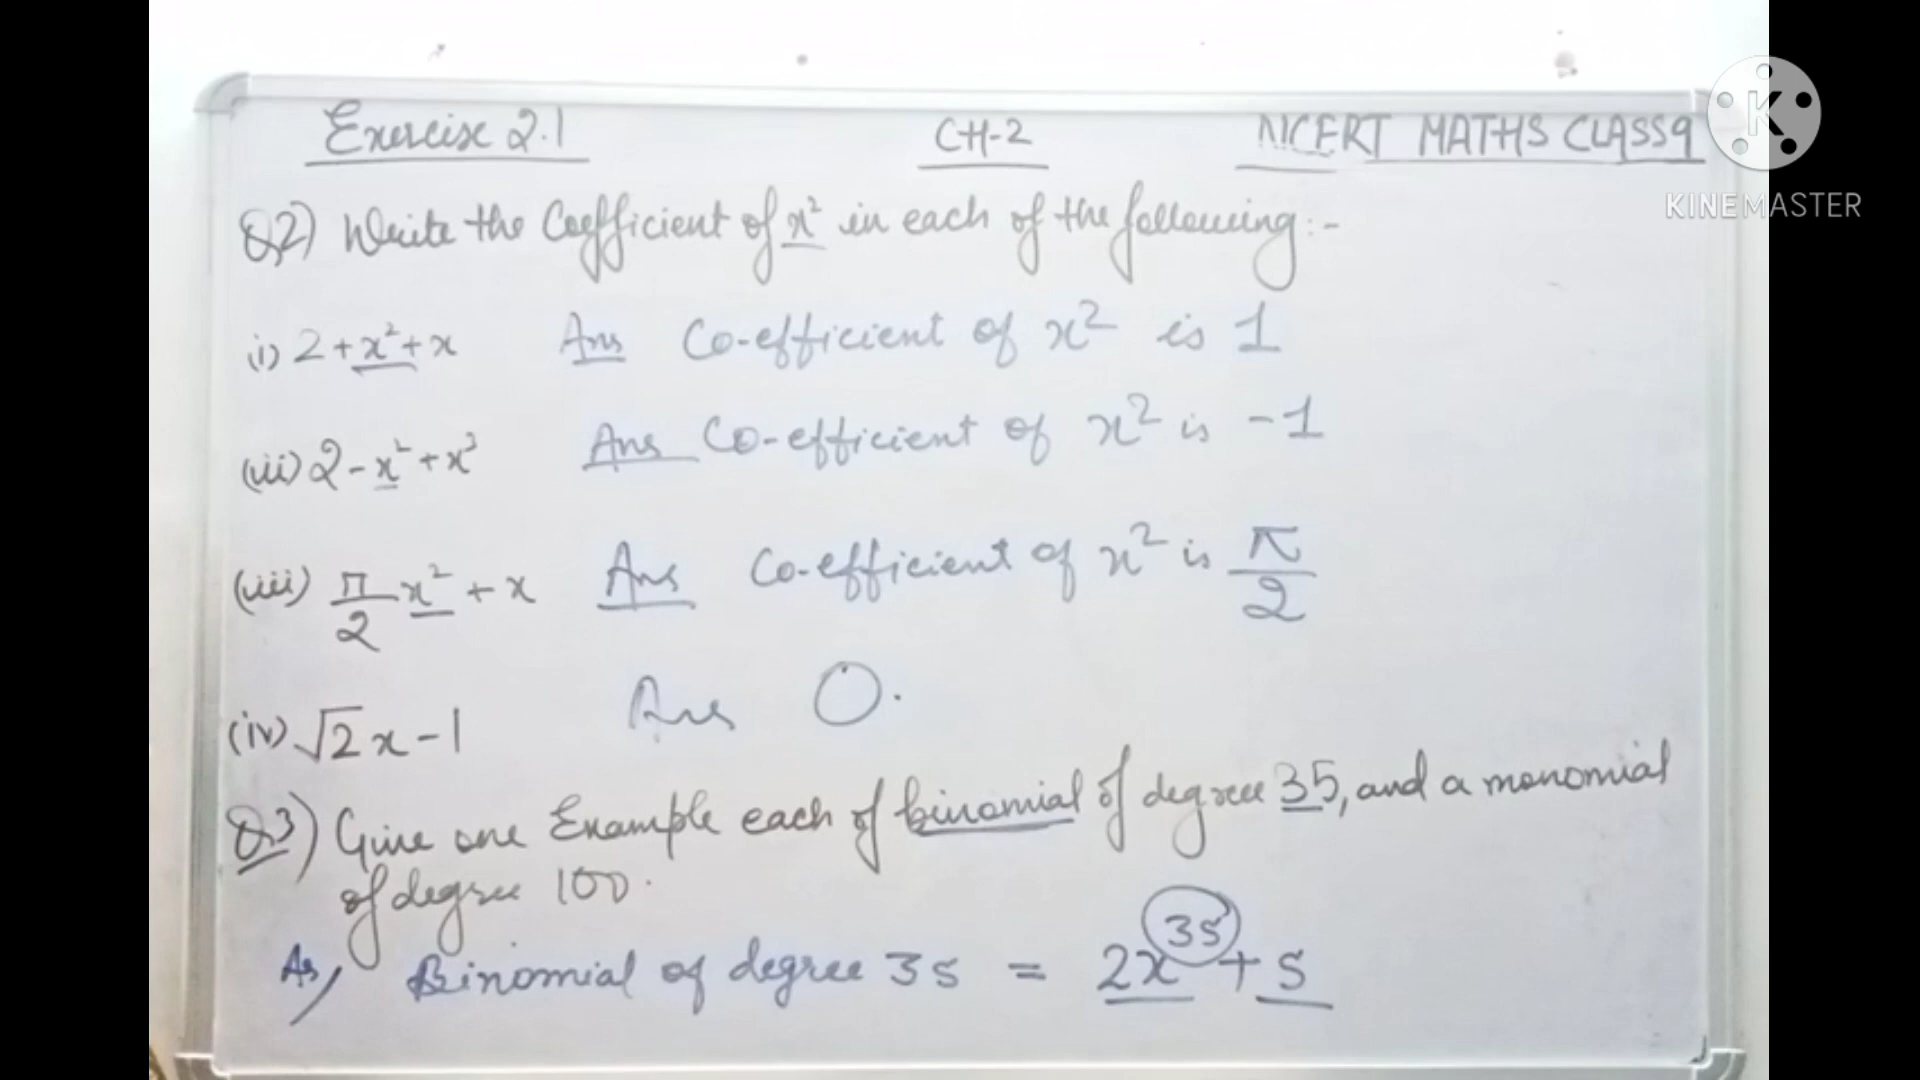 Exercise 2.1 CH-2 NCERT MATHS CLASS 9
K
KINEMASTER
Q2) Write the Coefficient of x² in each of the following:-
(i) 2+x²+x Ans Co-efficient of x² is 1
(iii) 2-x²+x³ Ans Co-efficient of x² is -1
(iii) π/2 x² + x Ans Co-efficient of x² is π/2
(iv) √2x-1 Ans 0.
Q3) Give one Example each of binomial of degree 35, and a monomial
of degree 100.
As, Binomial of degree 35 = 2x³⁵ + 5